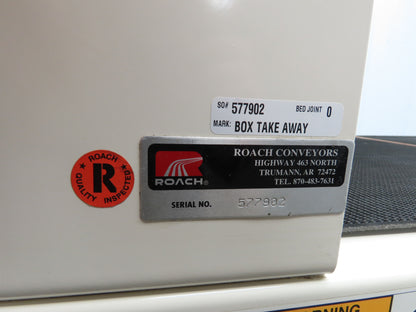 SO# 577902 BED JOINT 0
MARK: BOX TAKE AWAY
ROACH
R
QUALITY INSPECTED
ROACH®
ROACH CONVEYORS
HIGHWAY 463 NORTH
TRUMANN, AR 72472
TEL. 870-483-7631
SERIAL NO. 577902
WARNING